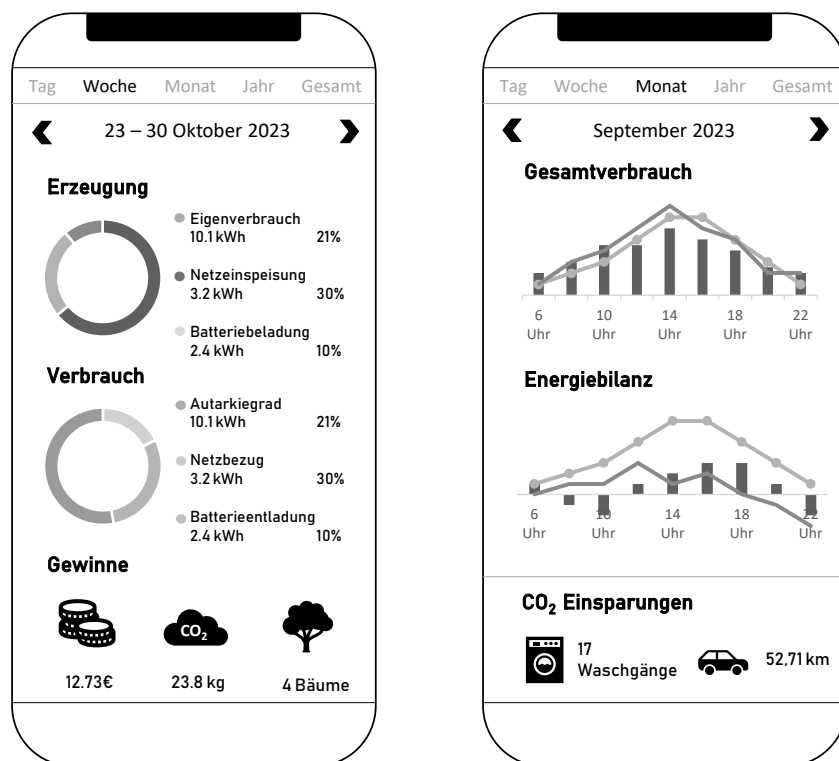 Tag Woche Monat Jahr Gesamt
23 – 30 Oktober 2023
Erzeugung
Eigenverbrauch
10.1 kWh 21%
Netzeinspeisung
3.2 kWh 30%
Batteriebeladung
2.4 kWh 10%
Verbrauch
Autarkiegrad
10.1 kWh 21%
Netzbezug
3.2 kWh 30%
Batterieentladung
2.4 kWh 10%
Gewinne
CO₂
12.73€ 23.8 kg 4 Bäume
Tag Woche Monat Jahr Gesamt
September 2023
Gesamtverbrauch
6 10 14 18 22
Uhr Uhr Uhr Uhr Uhr
Energiebilanz
6 10 14 18 22
Uhr Uhr Uhr Uhr Uhr
CO₂ Einsparungen
17
Waschgänge
52,71 km